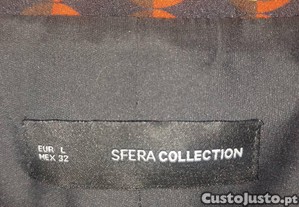 EUR L
MEX 32
SFERA COLLECTION
CustoJusto.pt